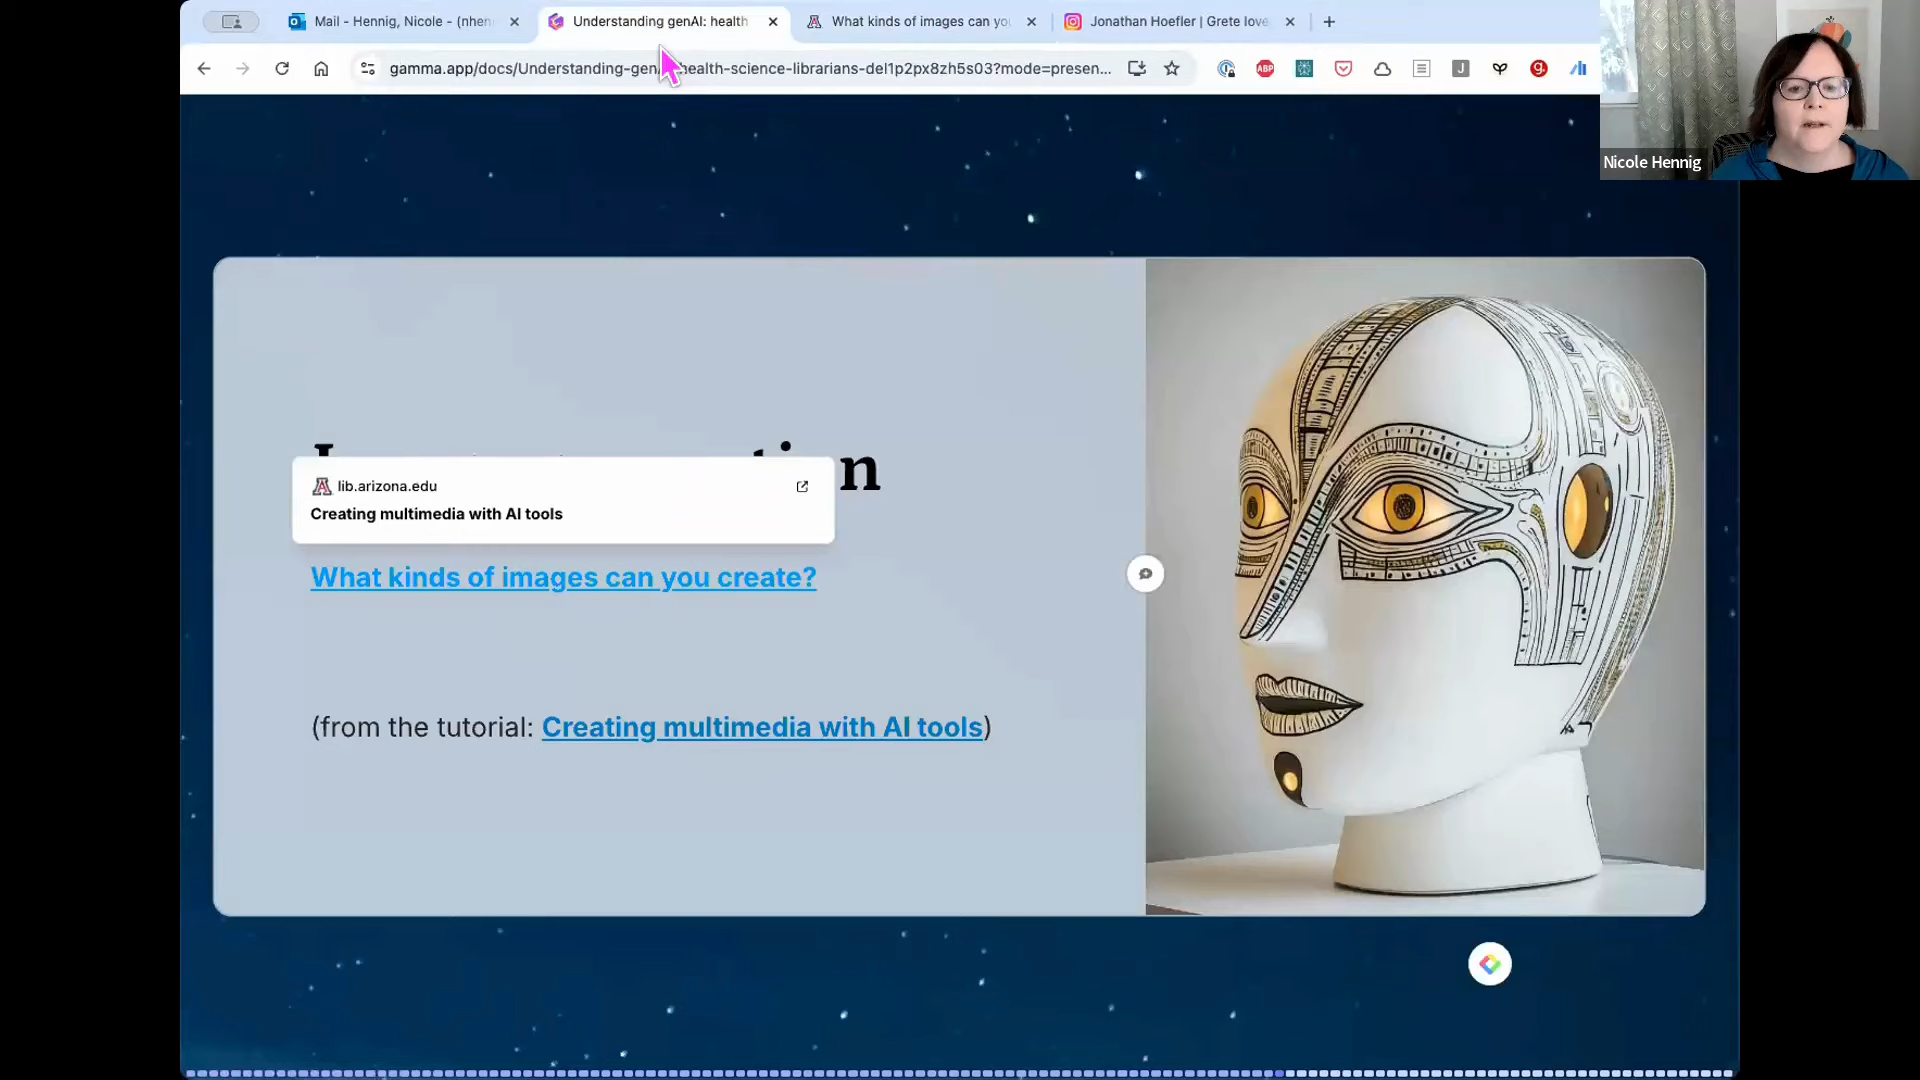 Mail - Hennig, Nicole - (nhen
Understanding genAI: health
What kinds of images can yo
Jonathan Hoefler | Grete love
gamma.app/docs/Understanding-gen health-science-librarians-del1p2px8zh5s03?mode=presen...
ABP
J
g.
Nicole Hennig
lib.arizona.edu
Creating multimedia with AI tools
What kinds of images can you create?
(from the tutorial: Creating multimedia with AI tools)